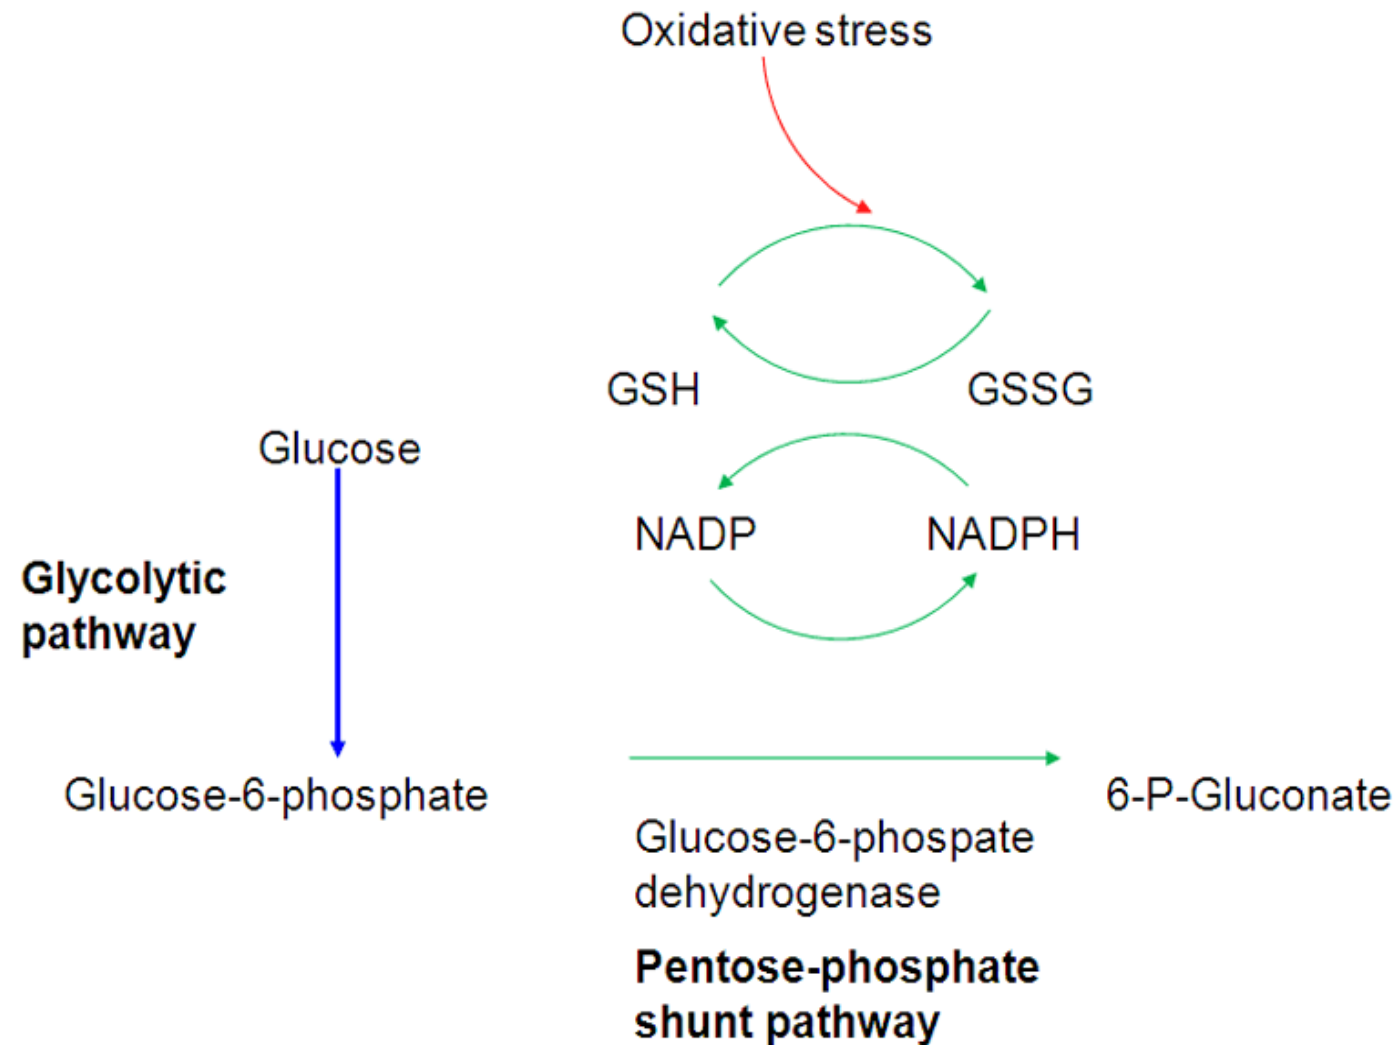 Oxidative stress
GSH
GSSG
Glucose
NADP
NADPH
Glycolytic
pathway
Glucose-6-phosphate
6-P-Gluconate
Glucose-6-phospate
dehydrogenase
Pentose-phosphate
shunt pathway